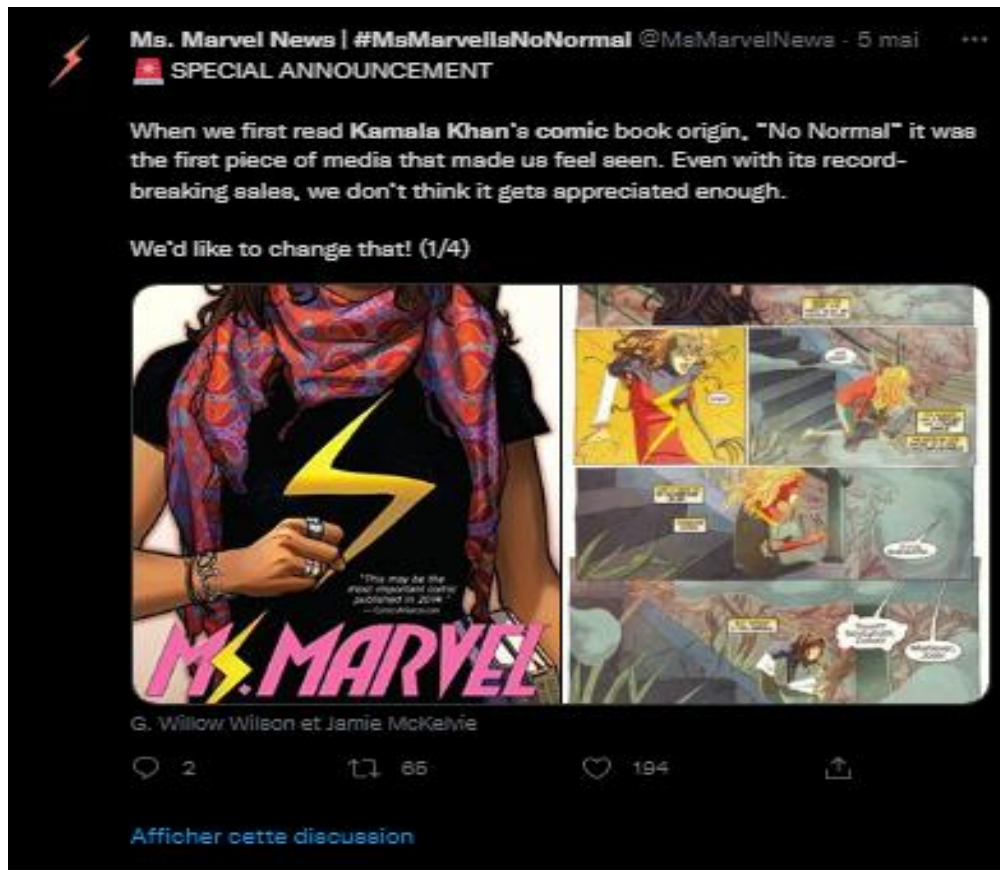 Ms. Marvel News | #MsMarvelIsNoNormal @MsMarvelNews · 5 mai
🚨 SPECIAL ANNOUNCEMENT
When we first read Kamala Khan's comic book origin, "No Normal" it was
the first piece of media that made us feel seen. Even with its record-
breaking sales, we don't think it gets appreciated enough.
We'd like to change that! (1/4)
"This may be the
most important comic
published in 2014."
MS. MARVEL
G. Willow Wilson et Jamie McKelvie
2 65 194
Afficher cette discussion